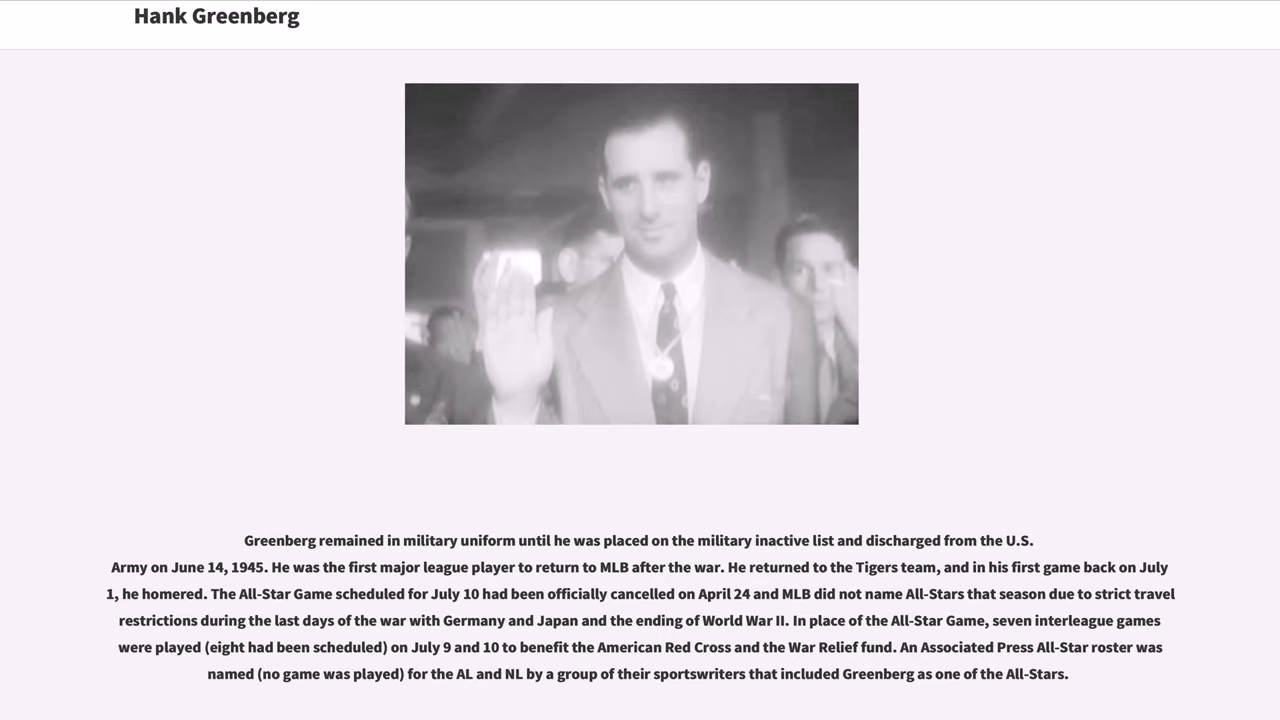 Hank Greenberg
Greenberg remained in military uniform until he was placed on the military inactive list and discharged from the U.S.
Army on June 14, 1945. He was the first major league player to return to MLB after the war. He returned to the Tigers team, and in his first game back on July
1, he homered. The All-Star Game scheduled for July 10 had been officially cancelled on April 24 and MLB did not name All-Stars that season due to strict travel
restrictions during the last days of the war with Germany and Japan and the ending of World War II. In place of the All-Star Game, seven interleague games
were played (eight had been scheduled) on July 9 and 10 to benefit the American Red Cross and the War Relief fund. An Associated Press All-Star roster was
named (no game was played) for the AL and NL by a group of their sportswriters that included Greenberg as one of the All-Stars.